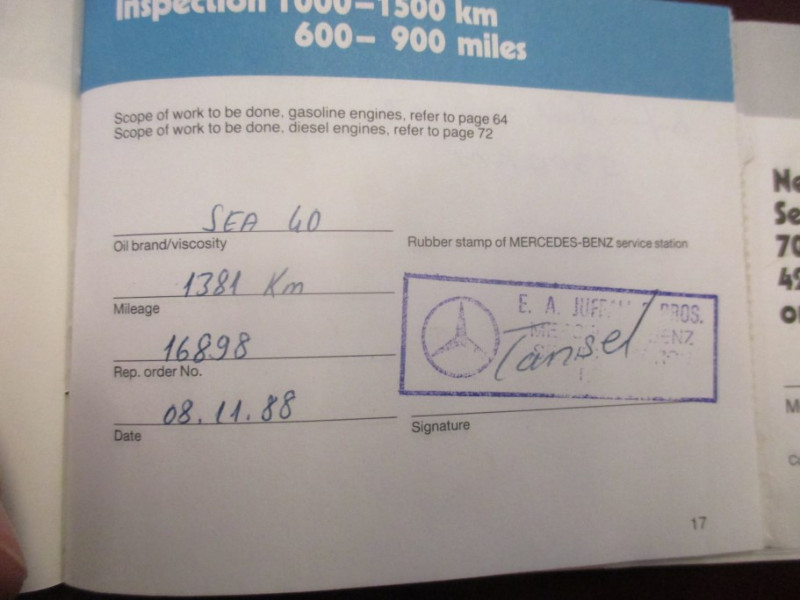 Inspection 1000–1500 km
600– 900 miles
Scope of work to be done, gasoline engines, refer to page 64
Scope of work to be done, diesel engines, refer to page 72
SEA 40
Oil brand/viscosity
Rubber stamp of MERCEDES-BENZ service station
1381 Km
Mileage
E. A. BROS.
Tansel
16898
Rep. order No.
08.11.88
Date
Signature
17